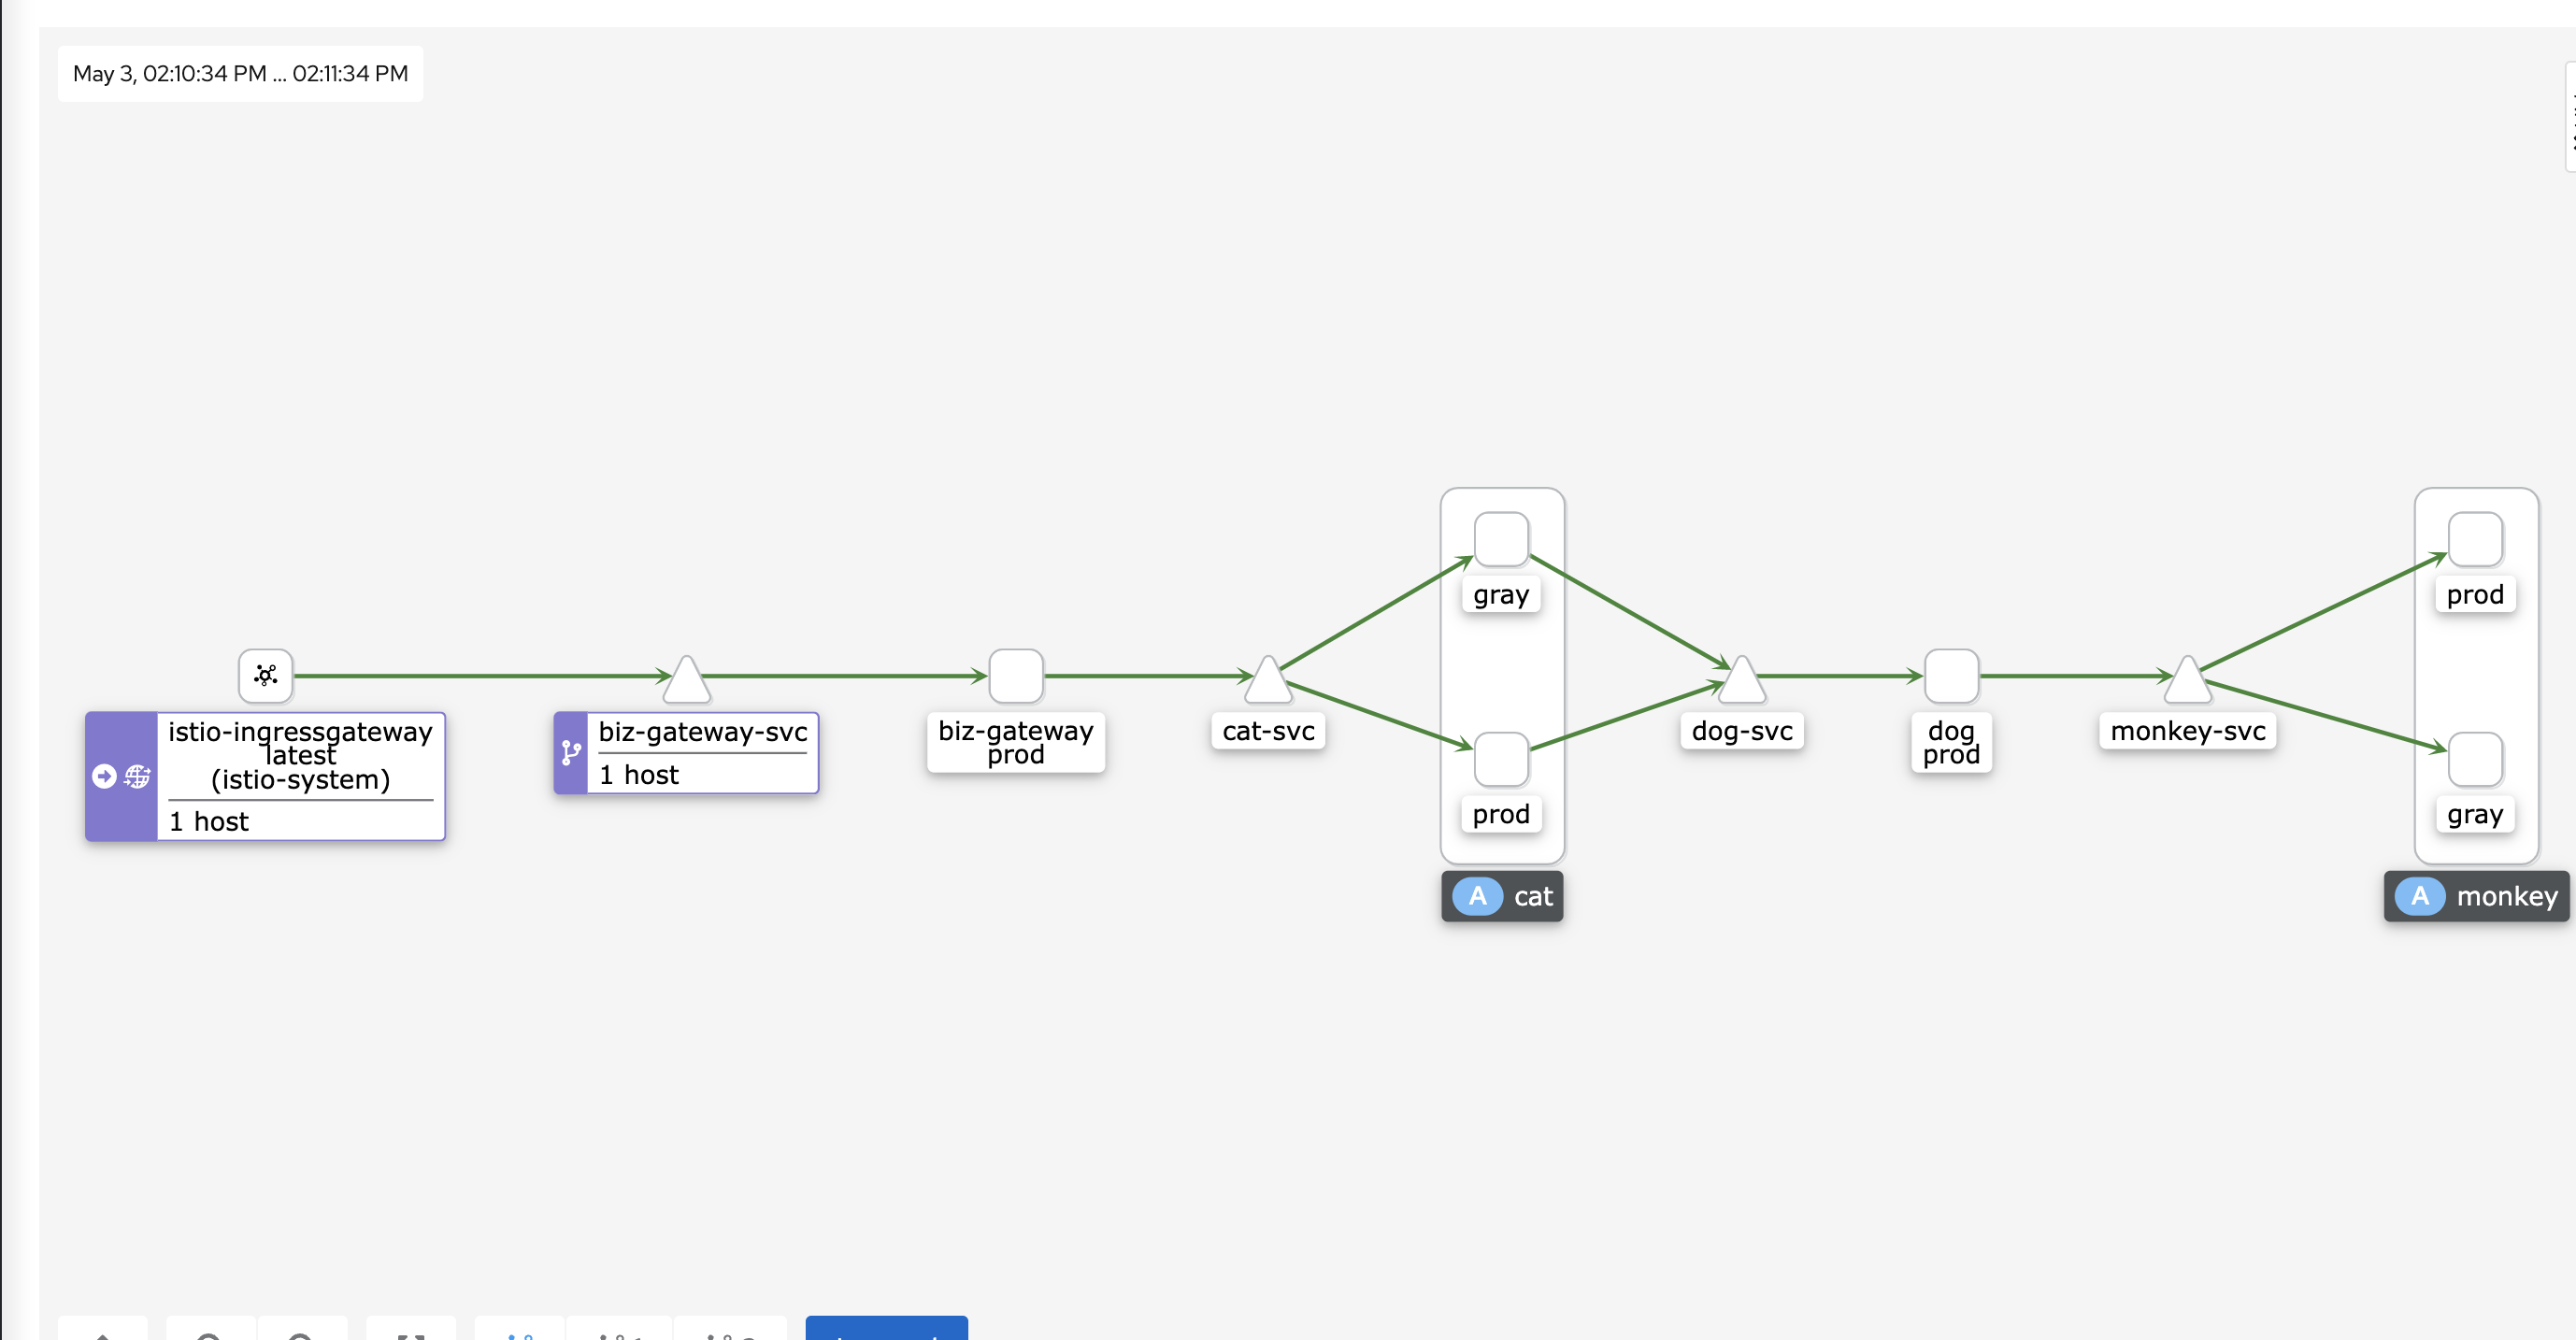 May 3, 02:10:34 PM ... 02:11:34 PM
istio-ingressgateway
latest
(istio-system)
1 host
biz-gateway-svc
1 host
biz-gateway
prod
cat-svc
gray
prod
A cat
dog-svc
dog
prod
monkey-svc
prod
gray
A monkey